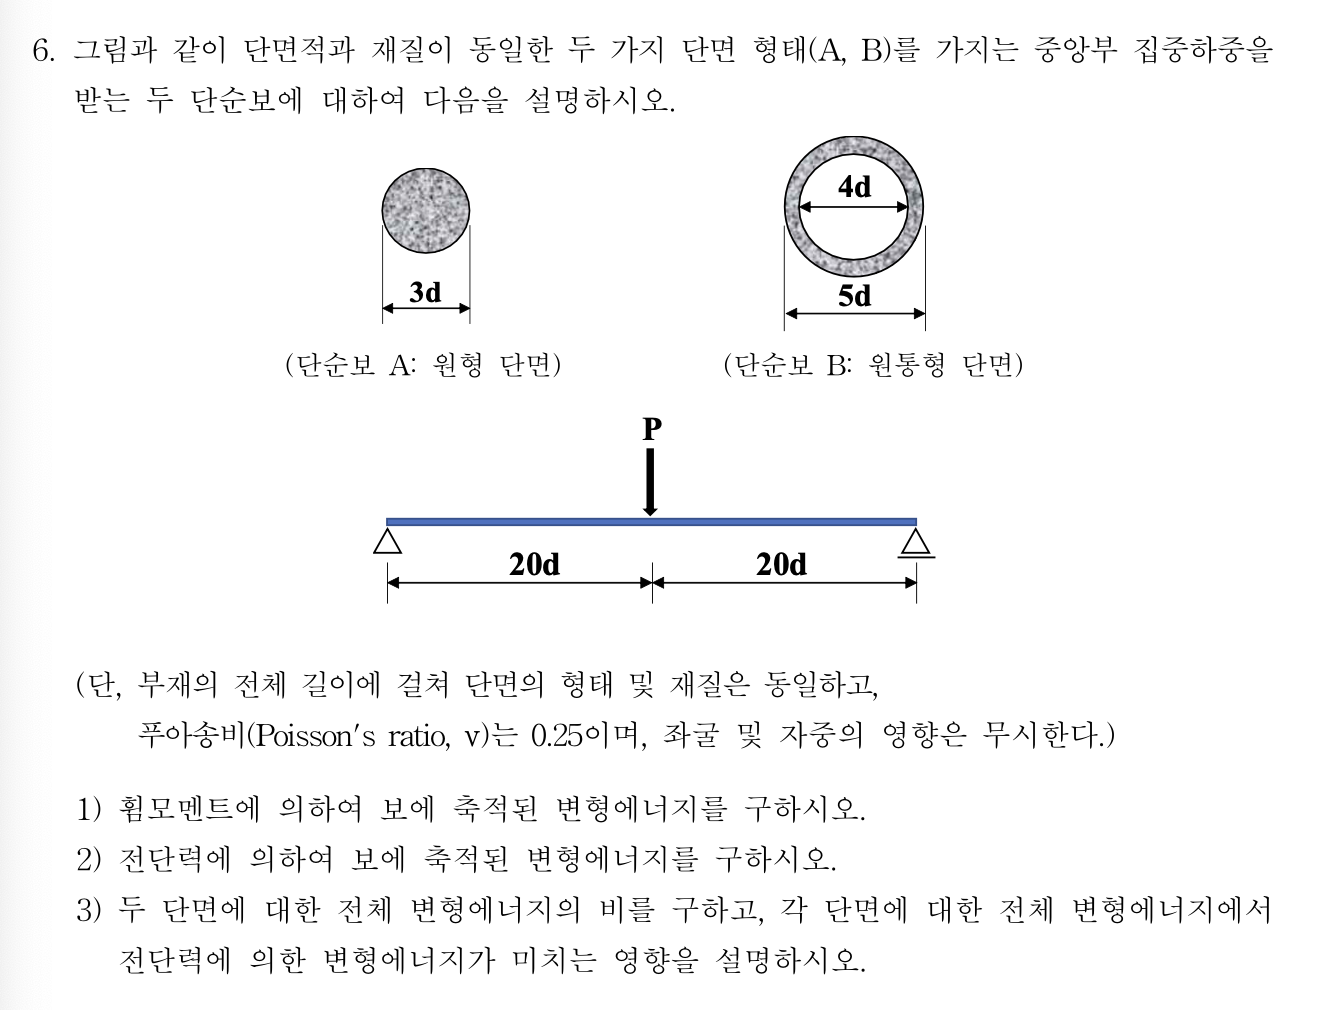 6. 그림과 같이 단면적과 재질이 동일한 두 가지 단면 형태(A, B)를 가지는 중앙부 집중하중을
받는 두 단순보에 대하여 다음을 설명하시오.
4d
3d
5d
(단순보 A: 원형 단면)
(단순보 B: 원통형 단면)
P
20d
20d
(단, 부재의 전체 길이에 걸쳐 단면의 형태 및 재질은 동일하고,
푸아송비(Poisson's ratio, ν)는 0.25이며, 좌굴 및 자중의 영향은 무시한다.)
1) 휨모멘트에 의하여 보에 축적된 변형에너지를 구하시오.
2) 전단력에 의하여 보에 축적된 변형에너지를 구하시오.
3) 두 단면에 대한 전체 변형에너지의 비를 구하고, 각 단면에 대한 전체 변형에너지에서
전단력에 의한 변형에너지가 미치는 영향을 설명하시오.